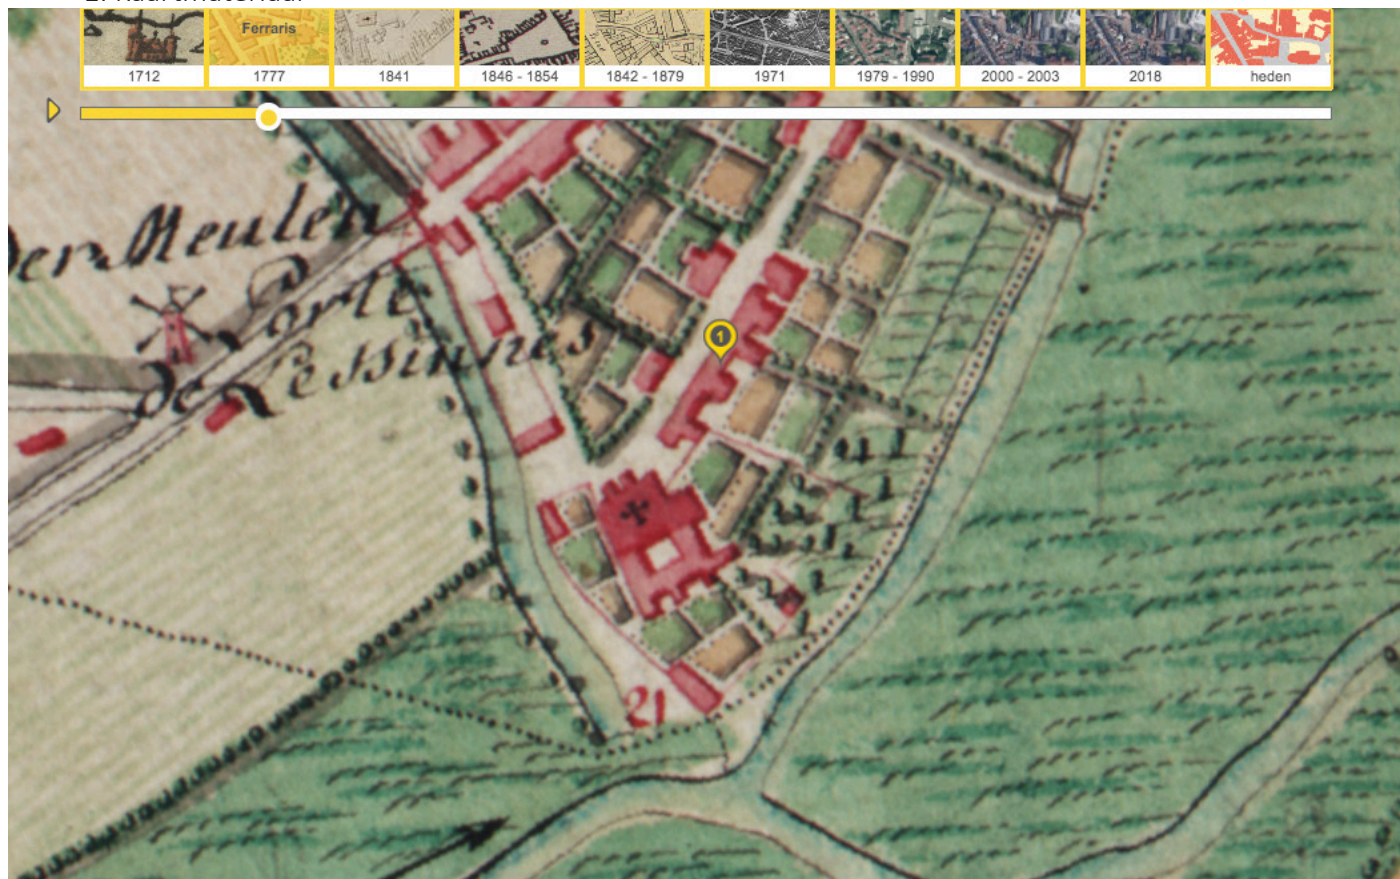 Ferraris
1712
1777
1841
1846 - 1854
1842 - 1879
1971
1979 - 1990
2000 - 2003
2018
heden
der Meulen
Porte
de Lessinnes
1
21